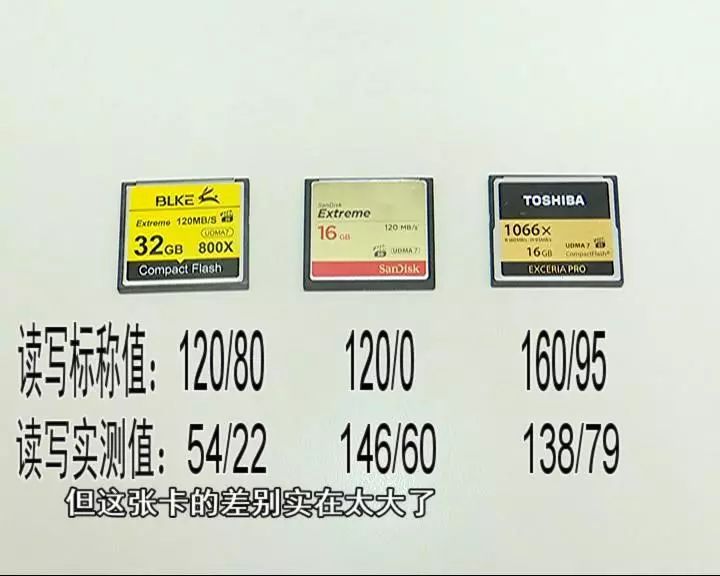 BLKE
Extreme 120MB/S
UDMA7
32GB 800X
Compact Flash
SanDisk
Extreme
16 GB
120 MB/s
UDMA 7
SanDisk
TOSHIBA
1066x
UDMA 7
16GB CompactFlash
EXCERIA PRO
读写标称值：120/80 120/0 160/95
读写实测值：54/22 146/60 138/79
但这张卡的差别实在太大了